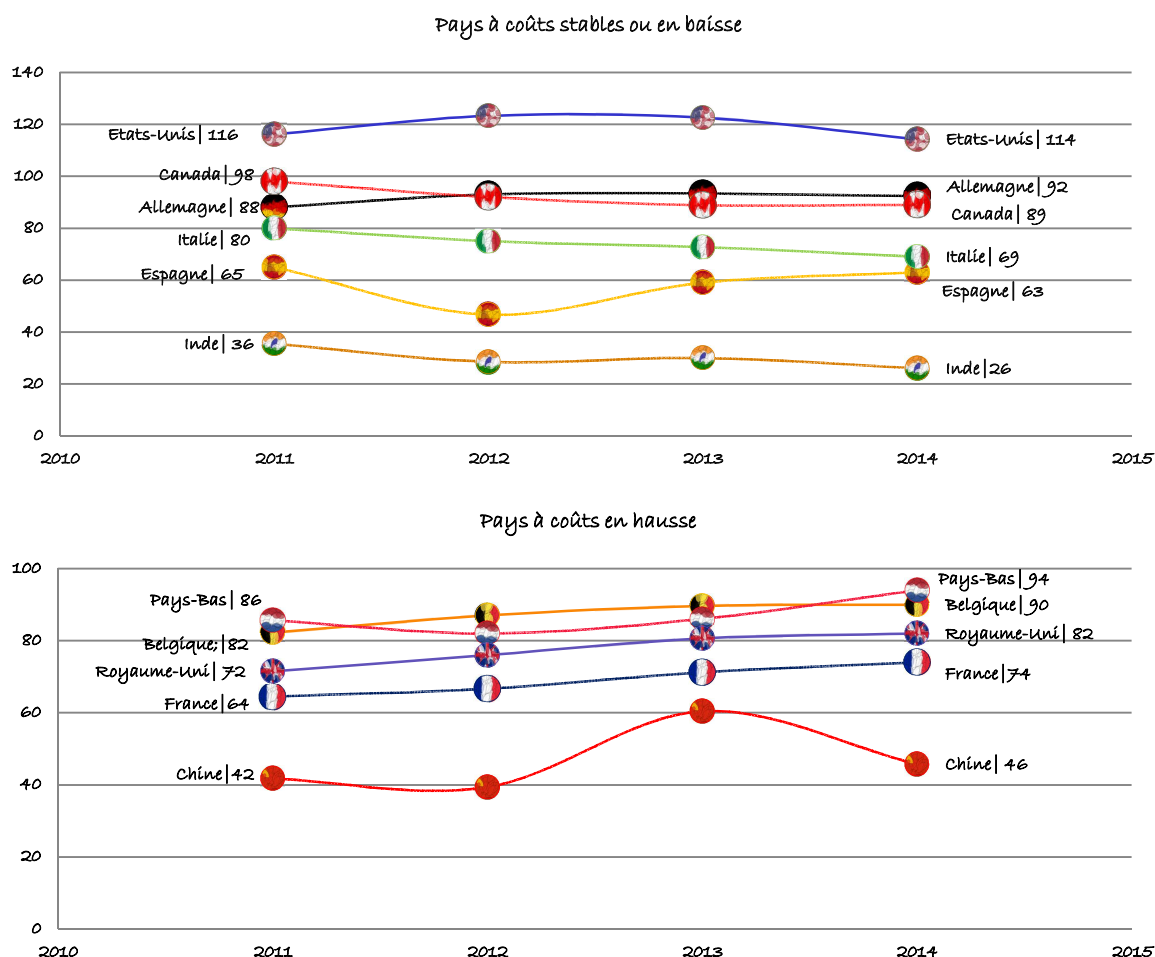 Pays à coûts stables ou en baisse
140
120
100
80
60
40
20
0
Etats-Unis| 116
Canada|98
Allemagne| 88
Italie| 80
Espagne| 65
Inde| 36
Etats-Unis| 114
Allemagne|92
Canada| 89
Italie| 69
Espagne| 63
Inde|26
2010 2011 2012 2013 2014 2015
Pays à coûts en hausse
100
80
60
40
20
0
Pays-Bas| 86
Belgique;|82
Royaume-Uni| 72
France|64
Chine|42
Pays-Bas|94
Belgique|90
Royaume-Uni| 82
France|74
Chine| 46
2010 2011 2012 2013 2014 2015